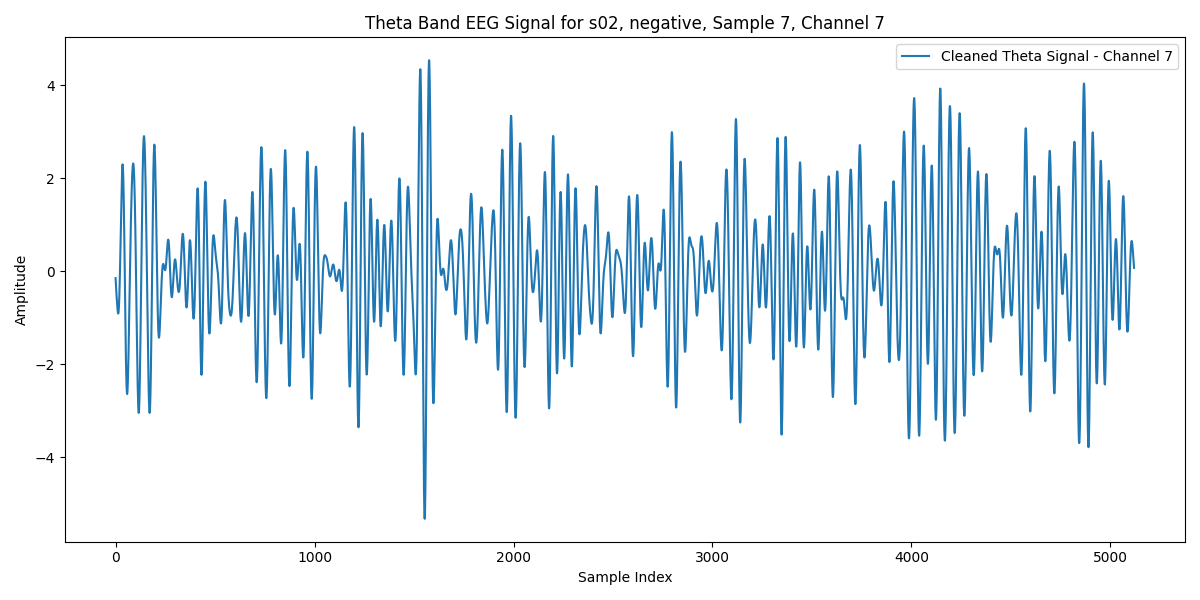 Theta Band EEG Signal for s02, negative, Sample 7, Channel 7
Cleaned Theta Signal - Channel 7
Amplitude
4
2
0
−2
−4
0 1000 2000 3000 4000 5000
Sample Index